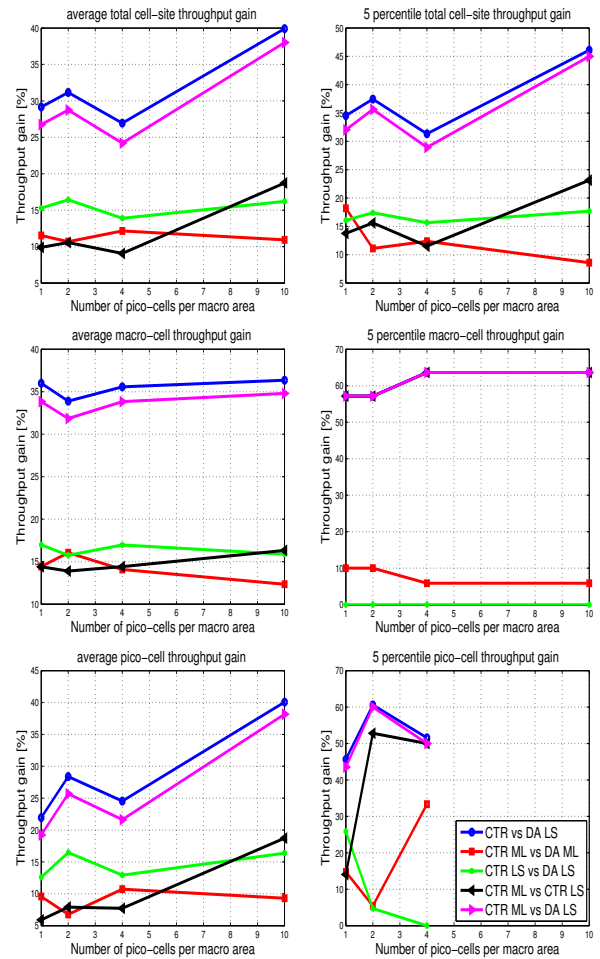 average total cell-site throughput gain
Throughput gain [%]
40
35
30
25
20
15
10
5
1 2 3 4 5 6 7 8 9 10
Number of pico-cells per macro area
5 percentile total cell-site throughput gain
Throughput gain [%]
50
45
40
35
30
25
20
15
10
5
1 2 3 4 5 6 7 8 9 10
Number of pico-cells per macro area
average macro-cell throughput gain
Throughput gain [%]
40
35
30
25
20
15
10
1 2 3 4 5 6 7 8 9 10
Number of pico-cells per macro area
5 percentile macro-cell throughput gain
Throughput gain [%]
70
60
50
40
30
20
10
0
1 2 3 4 5 6 7 8 9 10
Number of pico-cells per macro area
average pico-cell throughput gain
Throughput gain [%]
45
40
35
30
25
20
15
10
5
1 2 3 4 5 6 7 8 9 10
Number of pico-cells per macro area
5 percentile pico-cell throughput gain
Throughput gain [%]
70
60
50
40
30
20
10
0
1 2 3 4 5 6 7 8 9 10
Number of pico-cells per macro area
CTR vs DA LS
CTR ML vs DA ML
CTR LS vs DA LS
CTR ML vs CTR LS
CTR ML vs DA LS